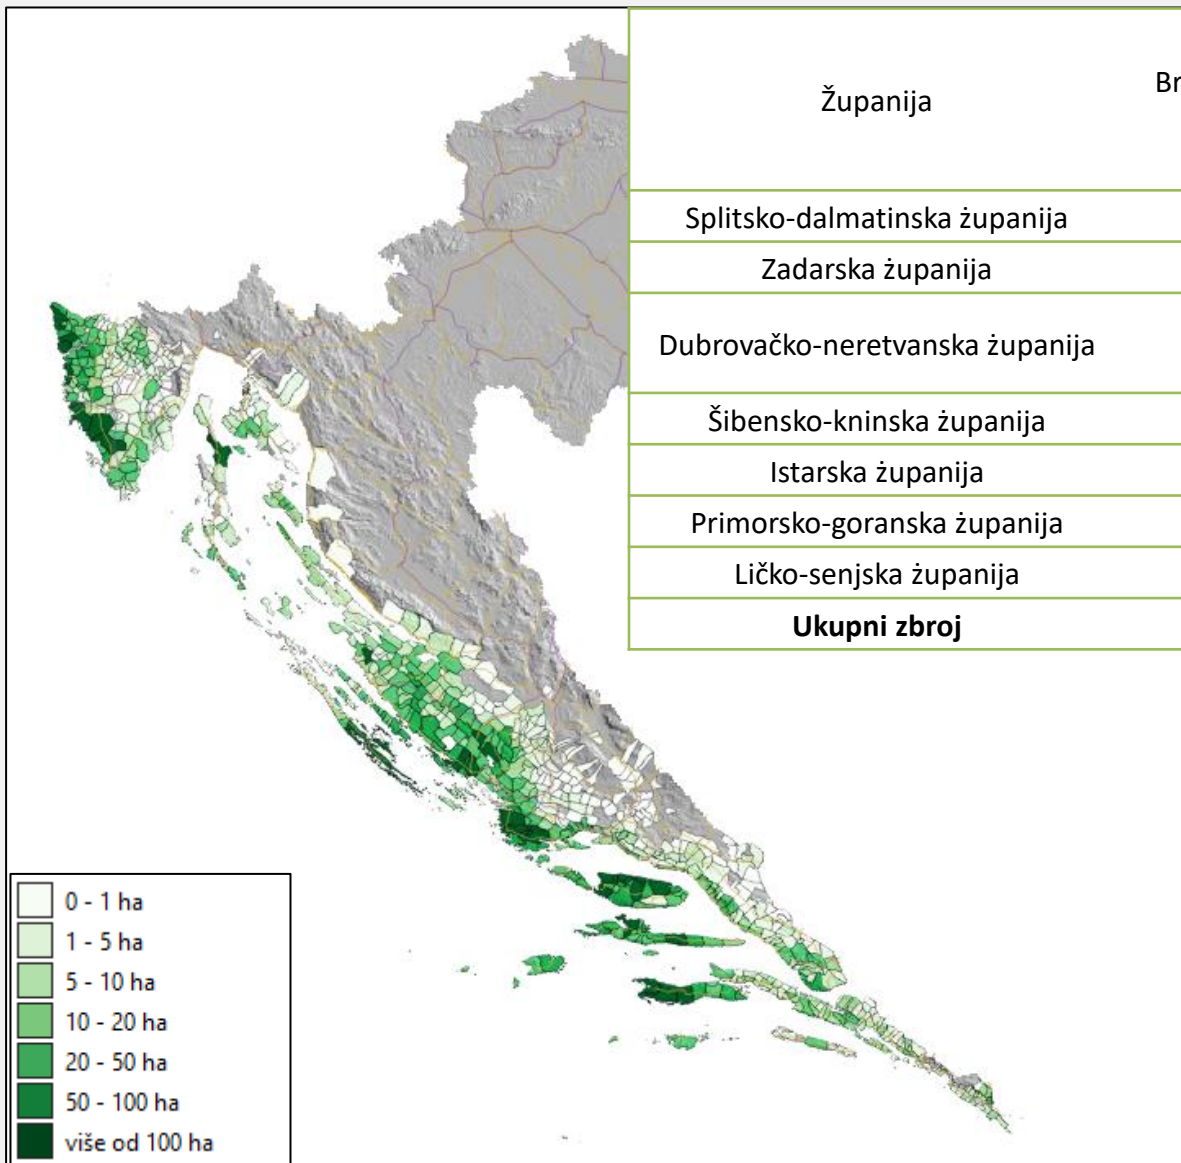 Županija
Br
Splitsko-dalmatinska županija
Zadarska županija
Dubrovačko-neretvanska županija
Šibensko-kninska županija
Istarska županija
Primorsko-goranska županija
Ličko-senjska županija
Ukupni zbroj
0 - 1 ha
1 - 5 ha
5 - 10 ha
10 - 20 ha
20 - 50 ha
50 - 100 ha
više od 100 ha